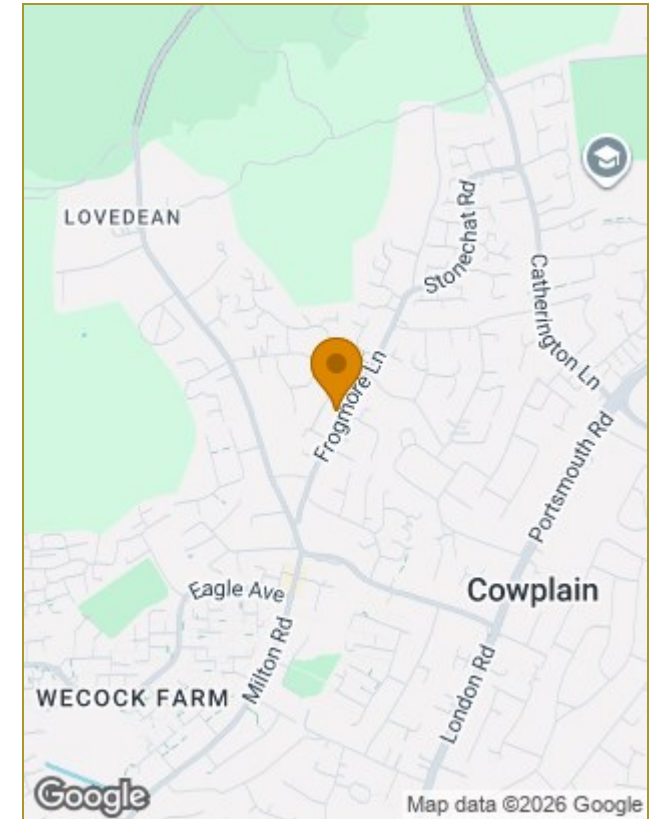 LOVEDEAN
Stonechat Rd
Catherington Ln
Frogmore Ln
Portsmouth Rd
Eagle Ave
Cowplain
Milton Rd
WECOCK FARM
London Rd
Google
Map data ©2026 Google